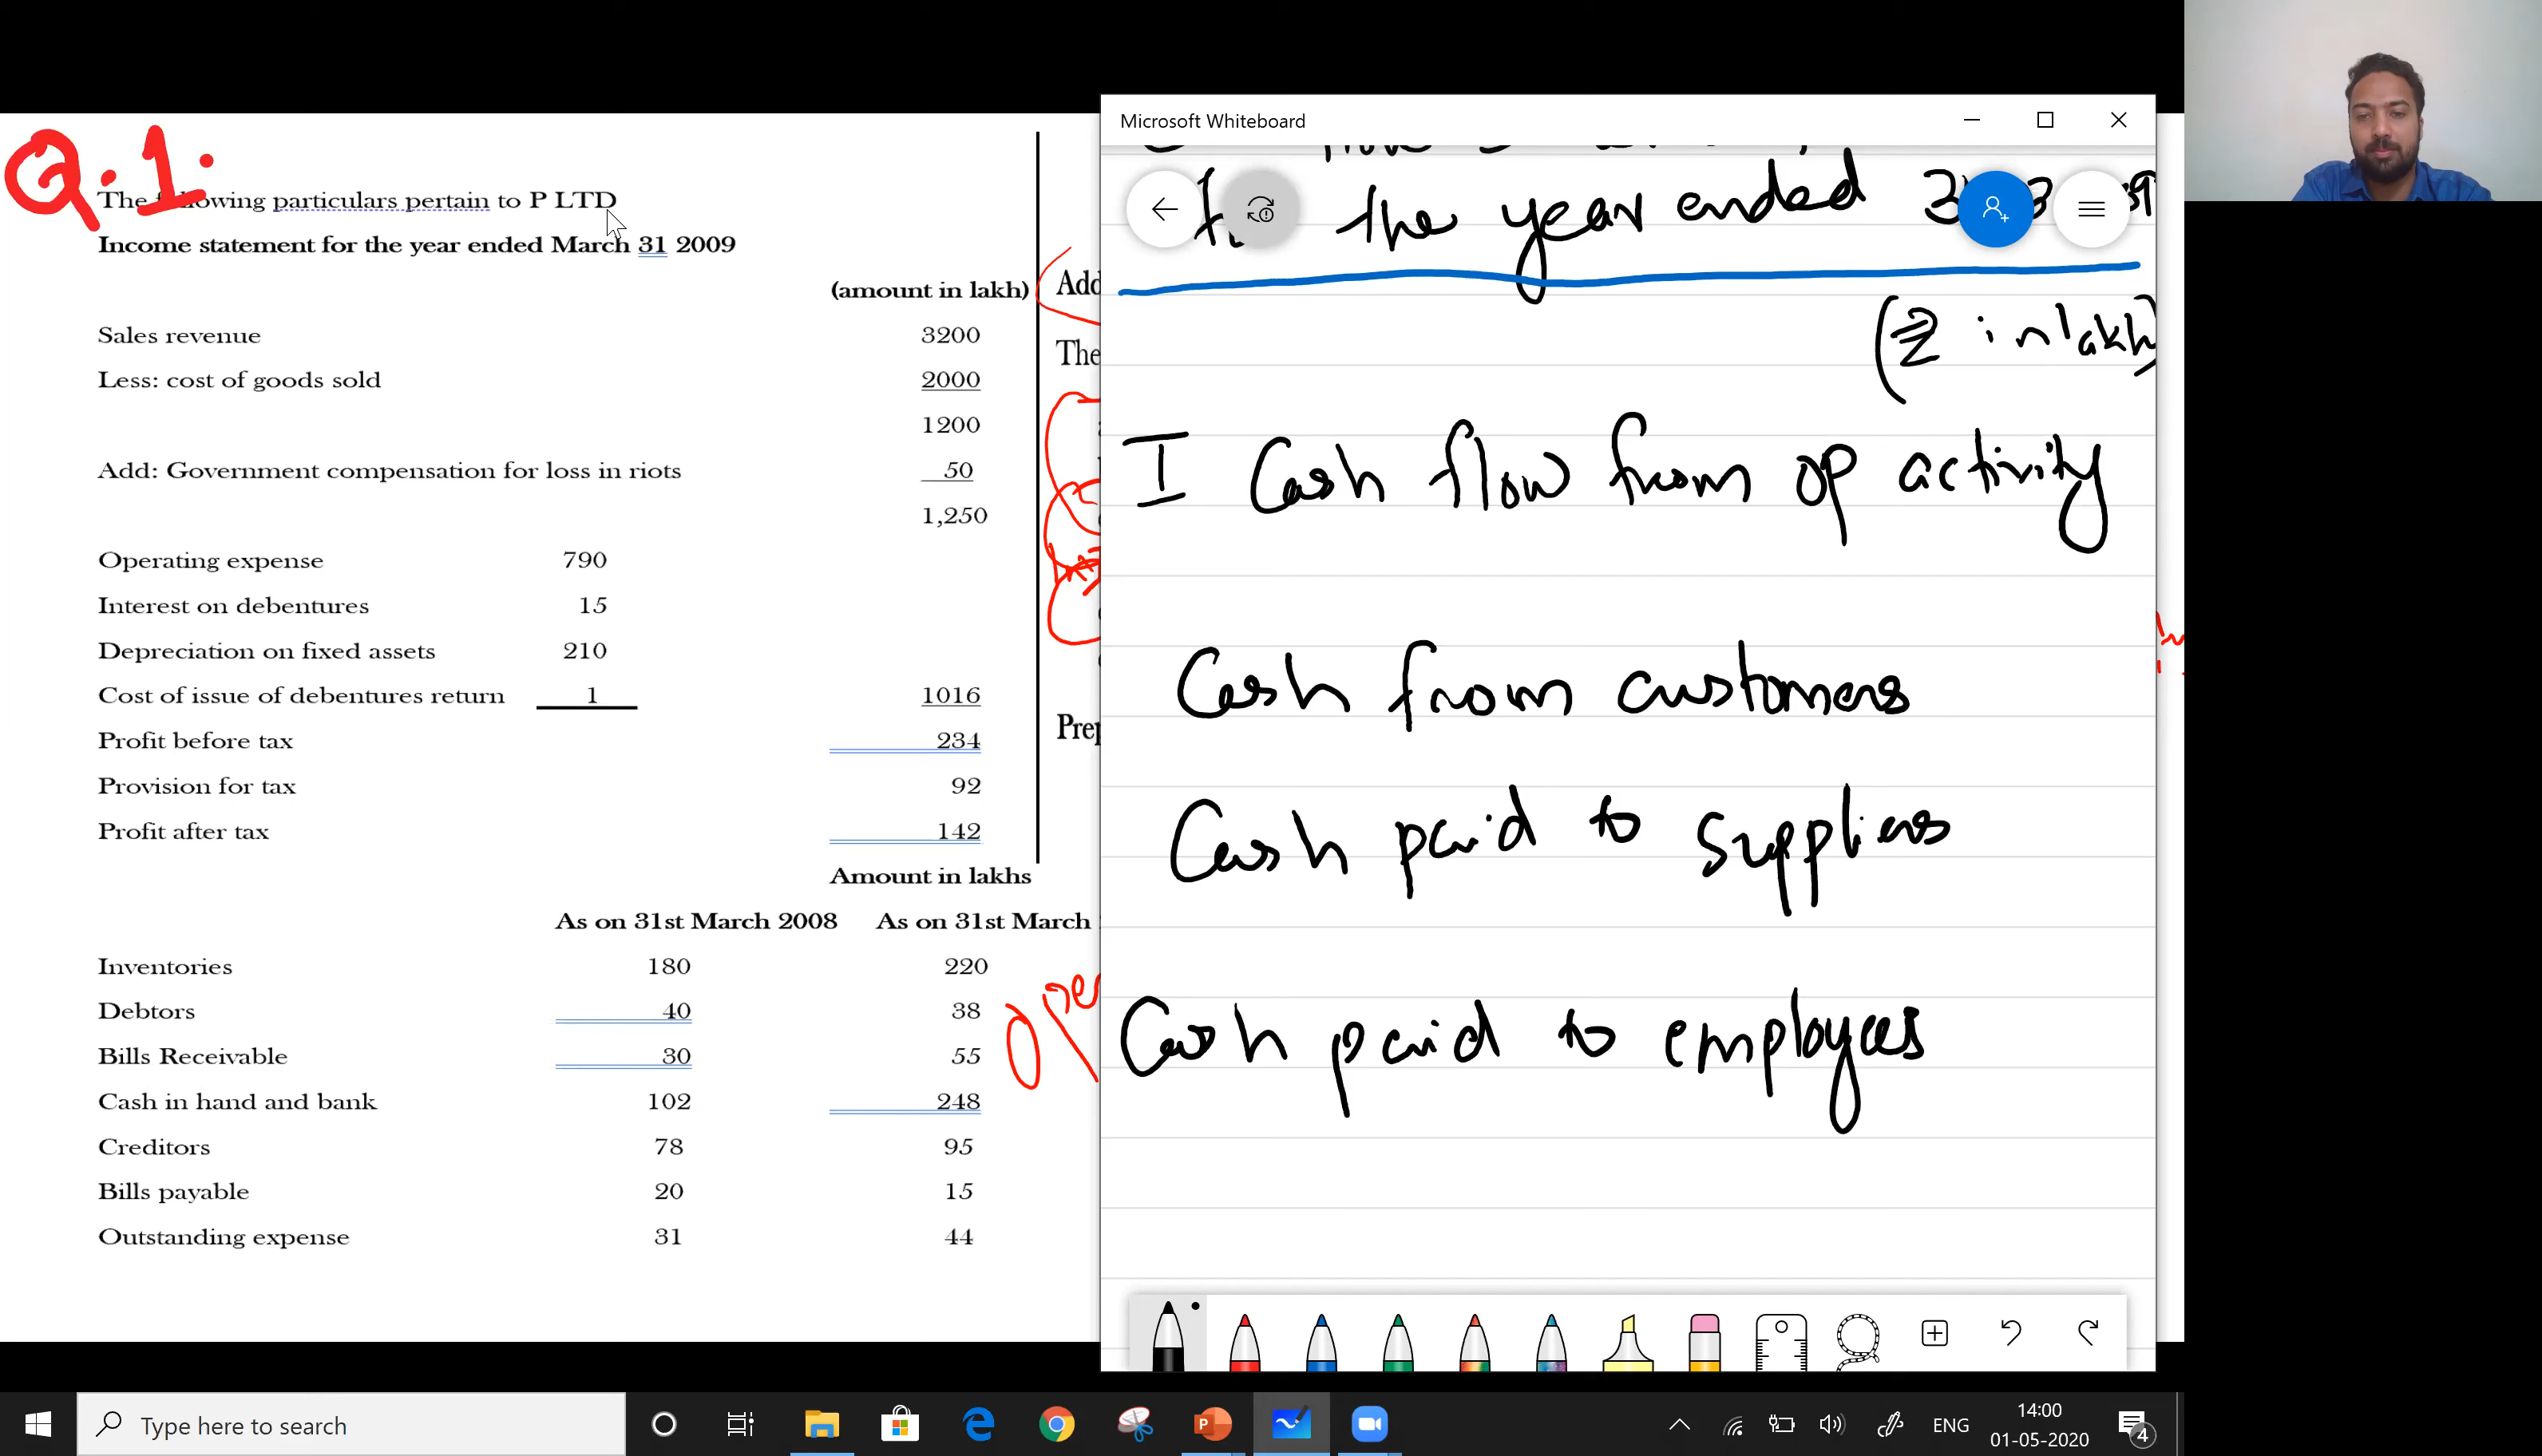 Q.1.
The following particulars pertain to P LTD
Income statement for the year ended March 31 2009
(amount in lakh)
Sales revenue 3200
Less: cost of goods sold 2000
1200
Add: Government compensation for loss in riots 50
1,250
Operating expense 790
Interest on debentures 15
Depreciation on fixed assets 210
Cost of issue of debentures return 1 1016
Profit before tax 234
Provision for tax 92
Profit after tax 142
Amount in lakhs
As on 31st March 2008 As on 31st March
Inventories 180 220
Debtors 40 38
Bills Receivable 30 55
Cash in hand and bank 102 248
Creditors 78 95
Bills payable 20 15
Outstanding expense 31 44
Add
The
Prep
Oper
Microsoft Whiteboard
the year ended
(₹ in lakh)
I Cash flow from op activity
Cash from customers
Cash paid to suppliers
Cash paid to employees
Type here to search
ENG
14:00
01-05-2020
4